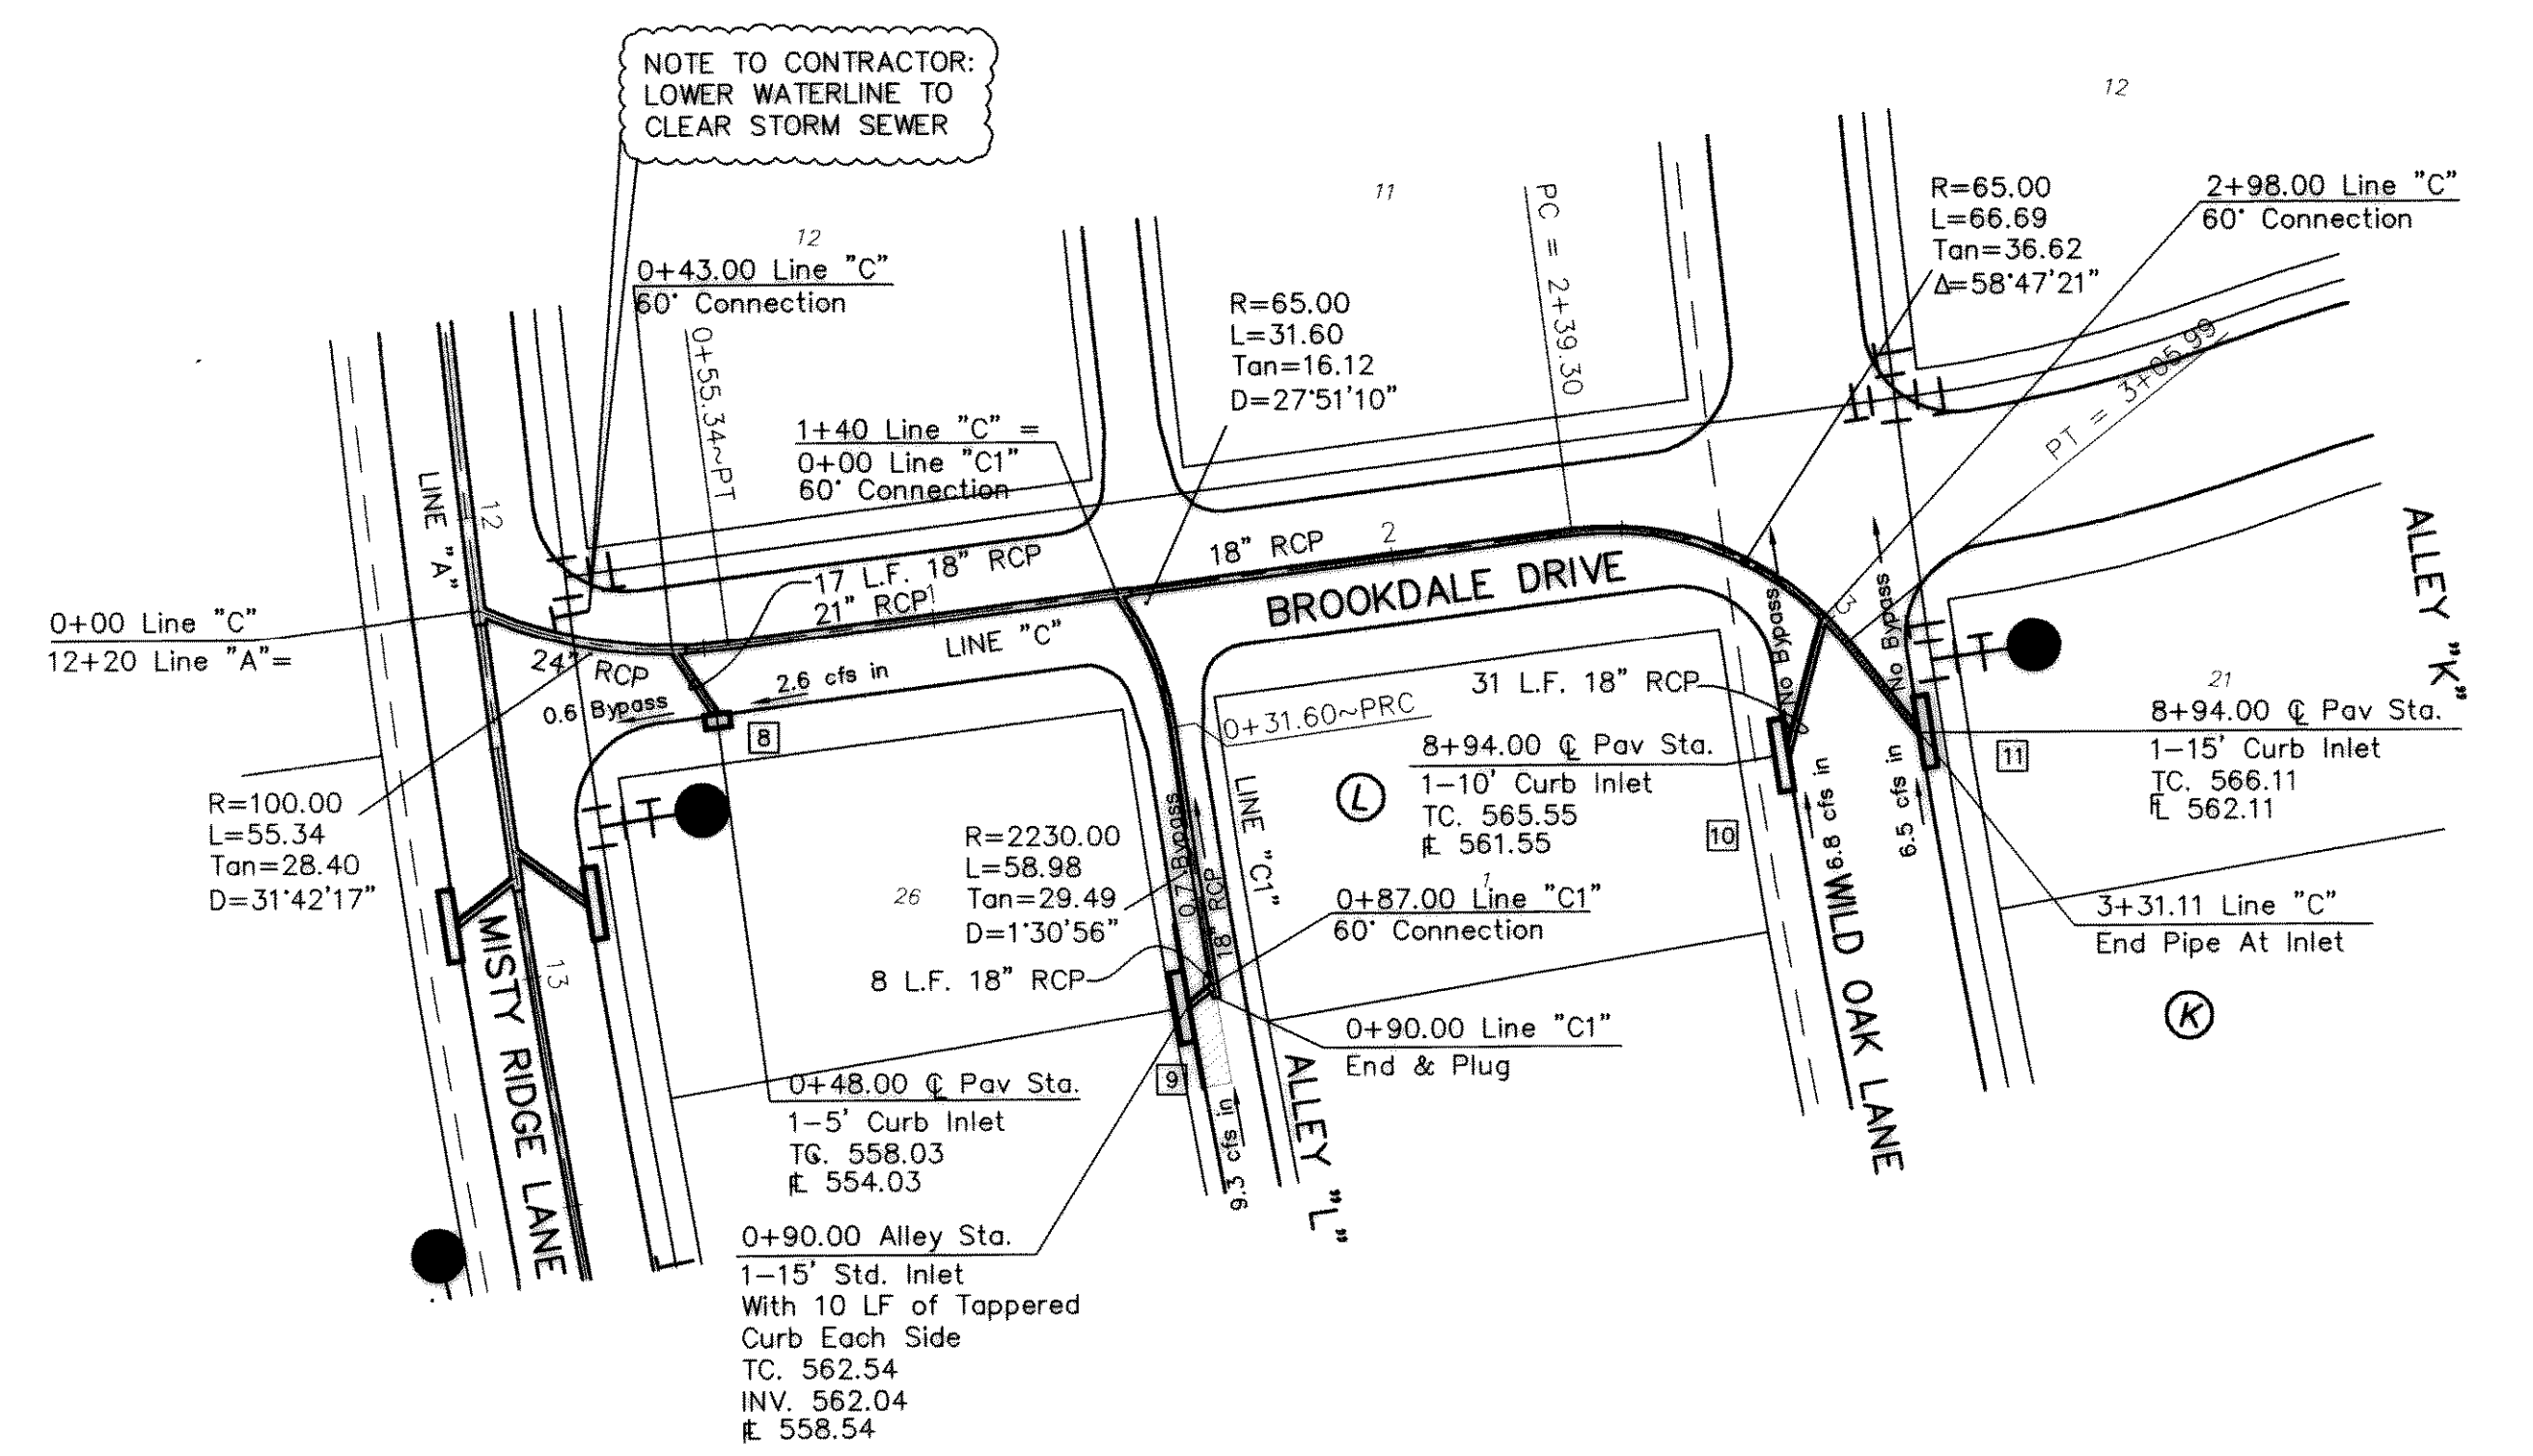 NOTE TO CONTRACTOR:
LOWER WATERLINE TO
CLEAR STORM SEWER
12
12
11
0+43.00 Line "C"
60° Connection
0+55.34~PT
R=65.00
L=31.60
Tan=16.12
D=27°51'10"
PC = 2+39.30
R=65.00
L=66.69
Tan=36.62
Δ=58°47'21"
2+98.00 Line "C"
60° Connection
PT = 3+05.99
1+40 Line "C" =
0+00 Line "C1"
60° Connection
LINE "A"
12
17 L.F. 18" RCP
21" RCP
1
18" RCP
2
BROOKDALE DRIVE
LINE "C"
3
0+00 Line "C"
12+20 Line "A"=
24" RCP
0.6 Bypass
2.6 cfs in
8
No Bypass
No Bypass
ALLEY "K"
31 L.F. 18" RCP
0+31.60~PRC
21
8+94.00 ℄ Pav Sta.
1-15' Curb Inlet
TC. 566.11
FL 562.11
11
8+94.00 ℄ Pav Sta.
1-10' Curb Inlet
TC. 565.55
FL 561.55
10
L
LINE "C1"
6.8 cfs in
6.5 cfs in
R=100.00
L=55.34
Tan=28.40
D=31°42'17"
26
R=2230.00
L=58.98
Tan=29.49
D=1°30'56"
0.7 Bypass
18" RCP
1
0+87.00 Line "C1"
60° Connection
8 L.F. 18" RCP
3+31.11 Line "C"
End Pipe At Inlet
K
WILD OAK LANE
MISTY RIDGE LANE
13
0+90.00 Line "C1"
End & Plug
9
9.3 cfs in
ALLEY "L"
0+48.00 ℄ Pav Sta.
1-5' Curb Inlet
TC. 558.03
FL 554.03
0+90.00 Alley Sta.
1-15' Std. Inlet
With 10 LF of Tappered
Curb Each Side
TC. 562.54
INV. 562.04
FL 558.54